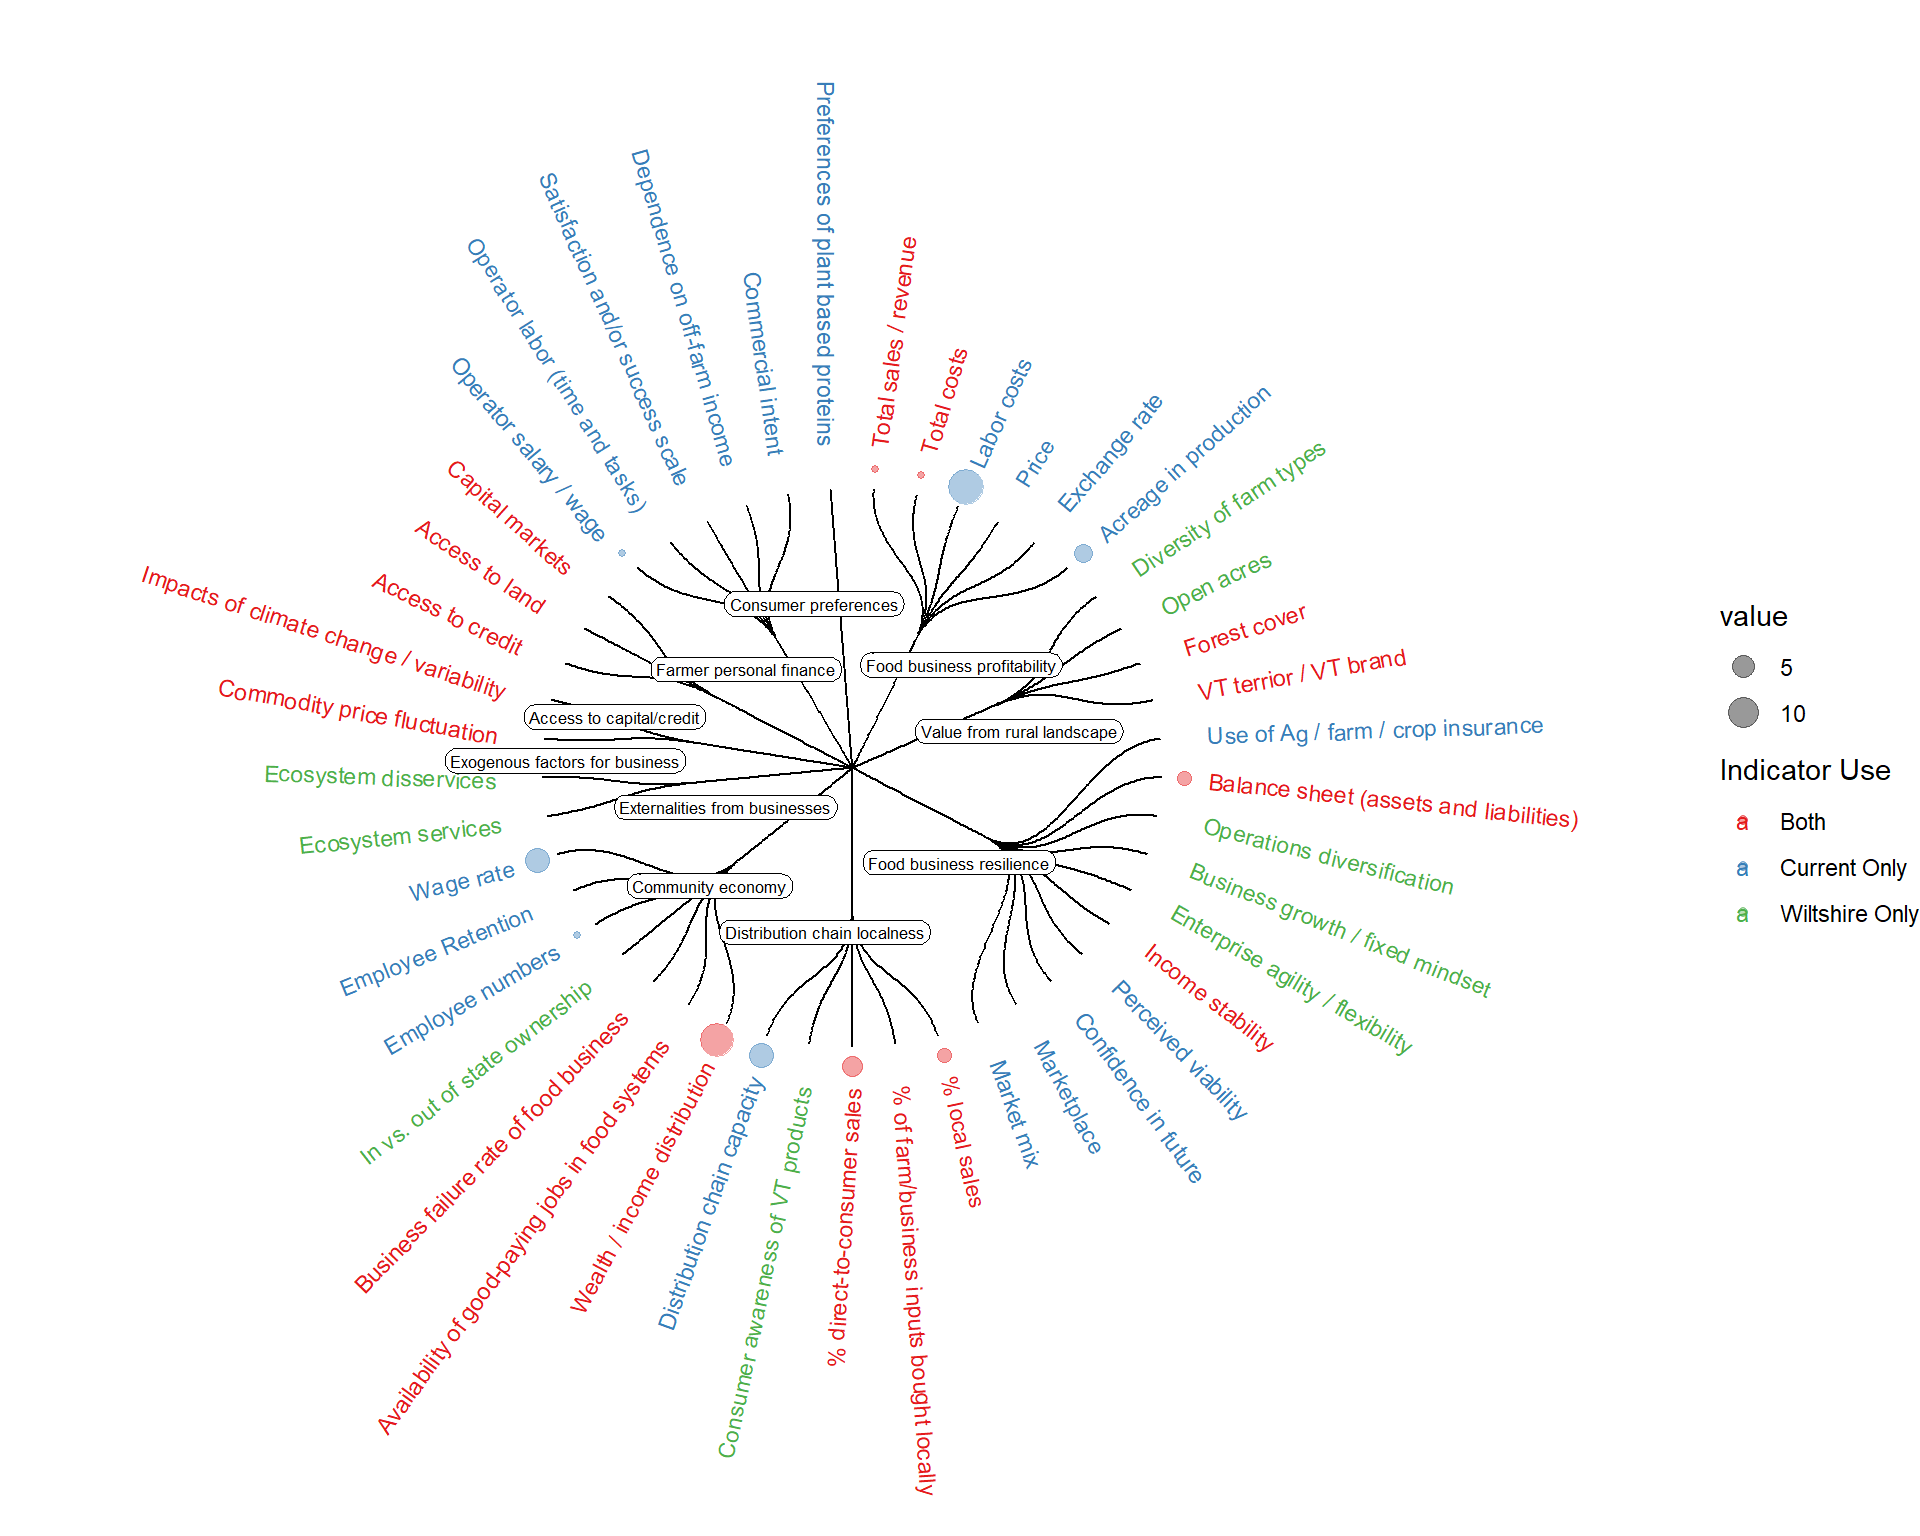 Preferences of plant based proteins
Total sales / revenue
Total costs
Labor costs
Price
Exchange rate
Acreage in production
Diversity of farm types
Open acres
Forest cover
VT terrior / VT brand
Use of Ag / farm / crop insurance
Balance sheet (assets and liabilities)
Operations diversification
Business growth / fixed mindset
Enterprise agility / flexibility
Income stability
Perceived viability
Confidence in future
Marketplace
Market mix
% local sales
% of farm/business inputs bought locally
% direct-to-consumer sales
Consumer awareness of VT products
Distribution chain capacity
Wealth / income distribution
Availability of good-paying jobs in food systems
Business failure rate of food business
In vs. out of state ownership
Employee numbers
Employee Retention
Wage rate
Ecosystem services
Ecosystem disservices
Commodity price fluctuation
Impacts of climate change / variability
Access to credit
Access to land
Capital markets
Operator salary / wage
Operator labor (time and tasks)
Satisfaction and/or success scale
Dependence on off-farm income
Commercial intent
Consumer preferences
Farmer personal finance
Food business profitability
Access to capital/credit
Value from rural landscape
Exogenous factors for business
Externalities from businesses
Food business resilience
Community economy
Distribution chain localness
value
5
10
Indicator Use
a Both
a Current Only
a Wiltshire Only